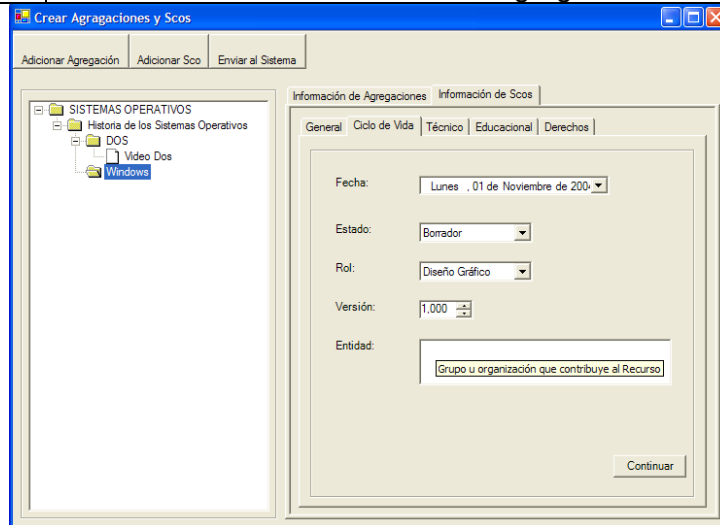 Crear Agragaciones y Scos
Adicionar Agregación Adicionar Sco Enviar al Sistema
Información de Agregaciones Información de Scos
SISTEMAS OPERATIVOS
Historia de los Sistemas Operativos
DOS
Video Dos
Windows
General Ciclo de Vida Técnico Educacional Derechos
Fecha: Lunes , 01 de Noviembre de 200
Estado: Borrador
Rol: Diseño Gráfico
Versión: 1,000
Entidad:
Grupo u organización que contribuye al Recurso
Continuar